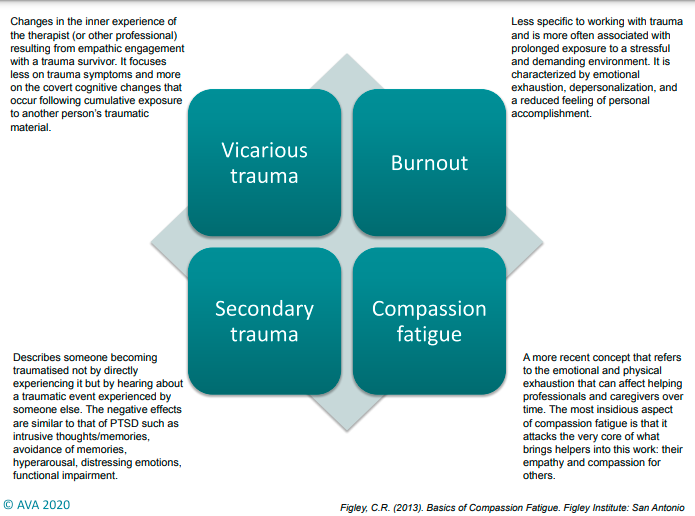 Changes in the inner experience of
the therapist (or other professional)
resulting from empathic engagement
with a trauma survivor. It focuses
less on trauma symptoms and more
on the covert cognitive changes that
occur following cumulative exposure
to another person's traumatic
material.
Less specific to working with trauma
and is more often associated with
prolonged exposure to a stressful
and demanding environment. It is
characterized by emotional
exhaustion, depersonalization, and
a reduced feeling of personal
accomplishment.
Vicarious
trauma
Burnout
Secondary
trauma
Compassion
fatigue
Describes someone becoming
traumatised not by directly
experiencing it but by hearing about
a traumatic event experienced by
someone else. The negative effects
are similar to that of PTSD such as
intrusive thoughts/memories,
avoidance of memories,
hyperarousal, distressing emotions,
functional impairment.
A more recent concept that refers
to the emotional and physical
exhaustion that can affect helping
professionals and caregivers over
time. The most insidious aspect
of compassion fatigue is that it
attacks the very core of what
brings helpers into this work: their
empathy and compassion for
others.
© AVA 2020
Figley, C.R. (2013). Basics of Compassion Fatigue. Figley Institute: San Antonio